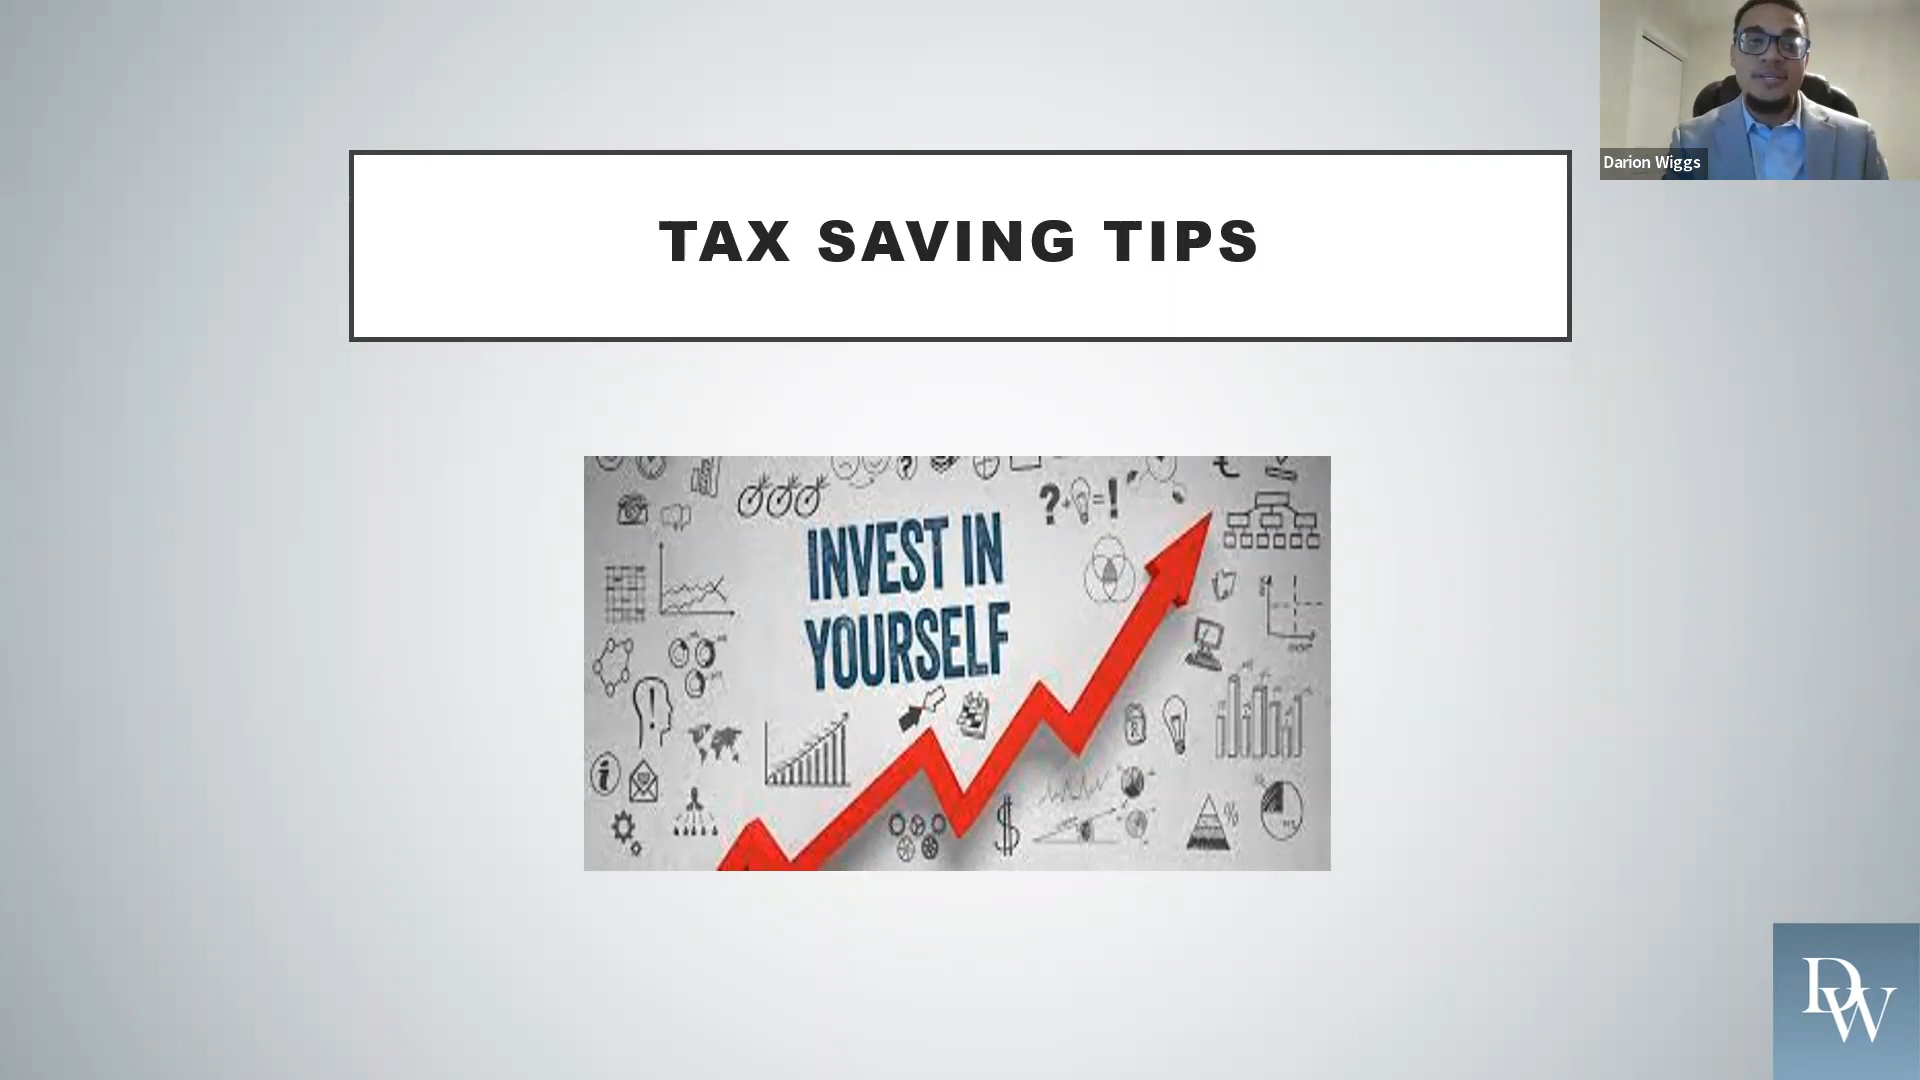 Darion Wiggs
TAX SAVING TIPS
?+=!
INVEST IN
YOURSELF
!
i
$
%
DW